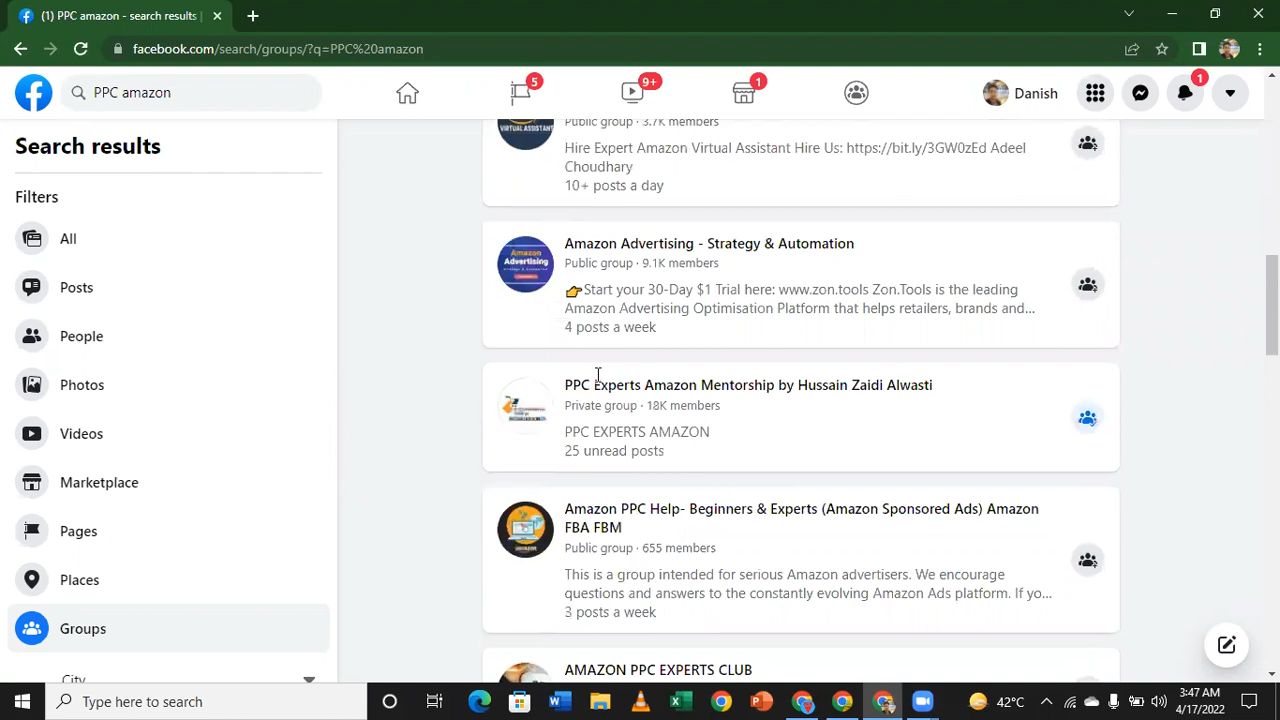 (1) PPC amazon - search results |
facebook.com/search/groups/?q=PPC%20amazon
PPC amazon
5
9+
1
Danish
1
Search results
Filters
All
Posts
People
Photos
Videos
Marketplace
Pages
Places
Groups
City
VIRTUAL ASSISTANT
Public group · 3.7K members
Hire Expert Amazon Virtual Assistant Hire Us: https://bit.ly/3GW0zEd Adeel
Choudhary
10+ posts a day
Amazon
Advertising
Amazon Advertising - Strategy & Automation
Public group · 9.1K members
👉Start your 30-Day $1 Trial here: www.zon.tools Zon.Tools is the leading
Amazon Advertising Optimisation Platform that helps retailers, brands and...
4 posts a week
PPC Experts Amazon Mentorship by Hussain Zaidi Alwasti
Private group · 18K members
PPC EXPERTS AMAZON
25 unread posts
Amazon PPC Help- Beginners & Experts (Amazon Sponsored Ads) Amazon
FBA FBM
Public group · 655 members
This is a group intended for serious Amazon advertisers. We encourage
questions and answers to the constantly evolving Amazon Ads platform. If yo...
3 posts a week
AMAZON PPC EXPERTS CLUB
Type here to search
42°C
3:47 AM
4/17/2022